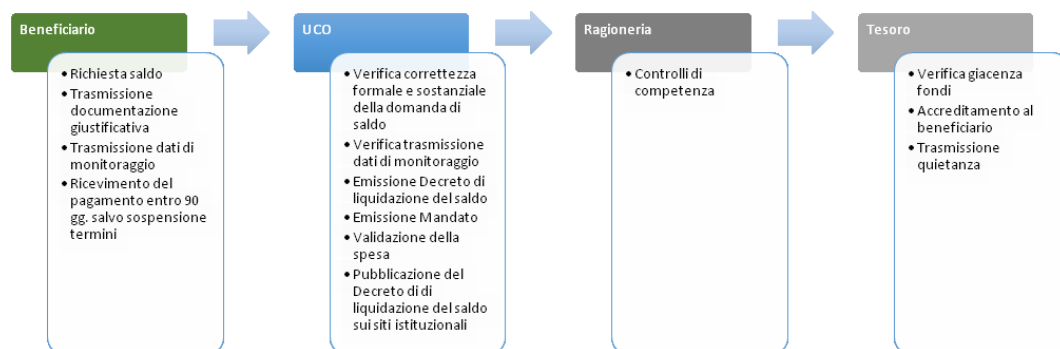 Beneficiario
• Richiesta saldo
• Trasmissione
documentazione
giustificativa
• Trasmissione dati di
monitoraggio
• Ricevimento del
pagamento entro 90
gg. salvo sospensione
termini
UCO
• Verifica correttezza
formale e sostanziale
della domanda di
saldo
• Verifica trasmissione
dati di monitoraggio
• Emissione Decreto di
liquidazione del saldo
• Emissione Mandato
• Validazione della
spesa
• Pubblicazione del
Decreto di di
liquidazione del saldo
sui siti istituzionali
Ragioneria
• Controlli di
competenza
Tesoro
• Verifica giacenza
fondi
• Accreditamento al
beneficiario
• Trasmissione
quietanza